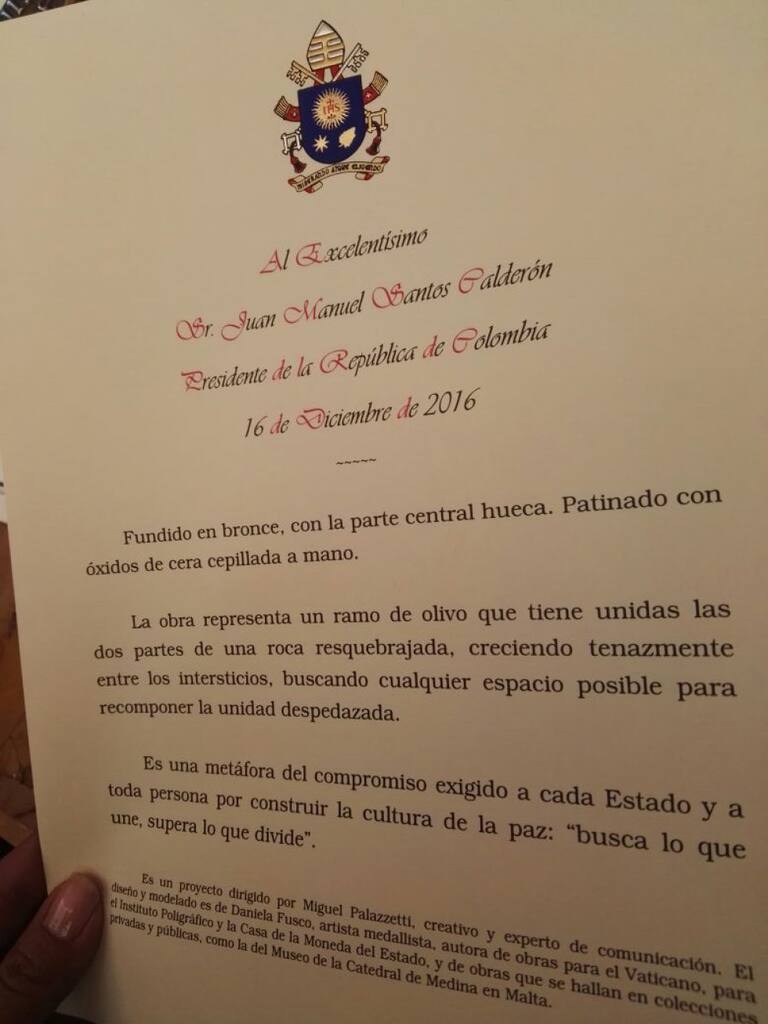 IHS
MISERANDO ATQUE ELIGENDO
Al Excelentísimo
Sr. Juan Manuel Santos Calderón
Presidente de la República de Colombia
16 de Diciembre de 2016
~~~~~
Fundido en bronce, con la parte central hueca. Patinado con
óxidos de cera cepillada a mano.
La obra representa un ramo de olivo que tiene unidas las
dos partes de una roca resquebrajada, creciendo tenazmente
entre los intersticios, buscando cualquier espacio posible para
recomponer la unidad despedazada.
Es una metáfora del compromiso exigido a cada Estado y a
toda persona por construir la cultura de la paz: “busca lo que
une, supera lo que divide”.
Es un proyecto dirigido por Miguel Palazzetti, creativo y experto de comunicación. El
diseño y modelado es de Daniela Fusco, artista medallista, autora de obras para el Vaticano, para
el Instituto Poligráfico y la Casa de la Moneda del Estado, y de obras que se hallan en colecciones
privadas y públicas, como la del Museo de la Catedral de Medina en Malta.